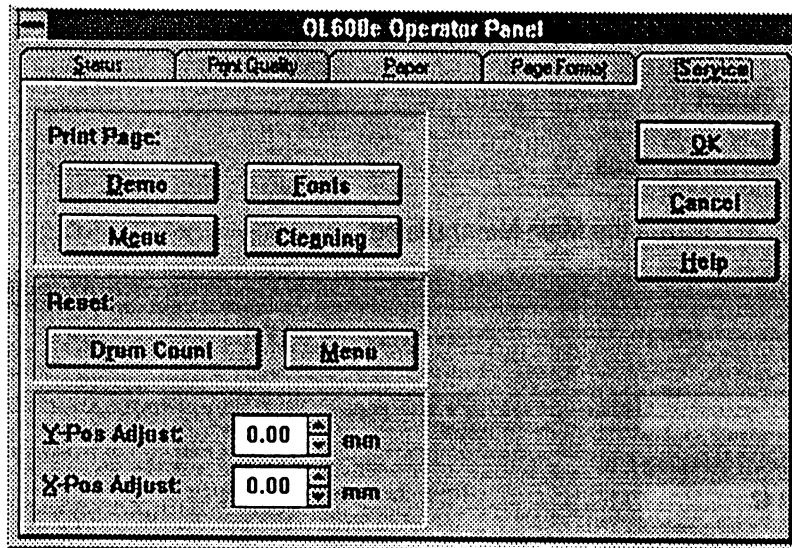 OL600e Operator Panel
Status Print Quality Paper Page Format Service
Print Page:
Demo Fonts
Menu Cleaning
OK
Cancel
Help
Reset:
Drum Count Menu
Y-Pos Adjust: 0.00 mm
X-Pos Adjust: 0.00 mm